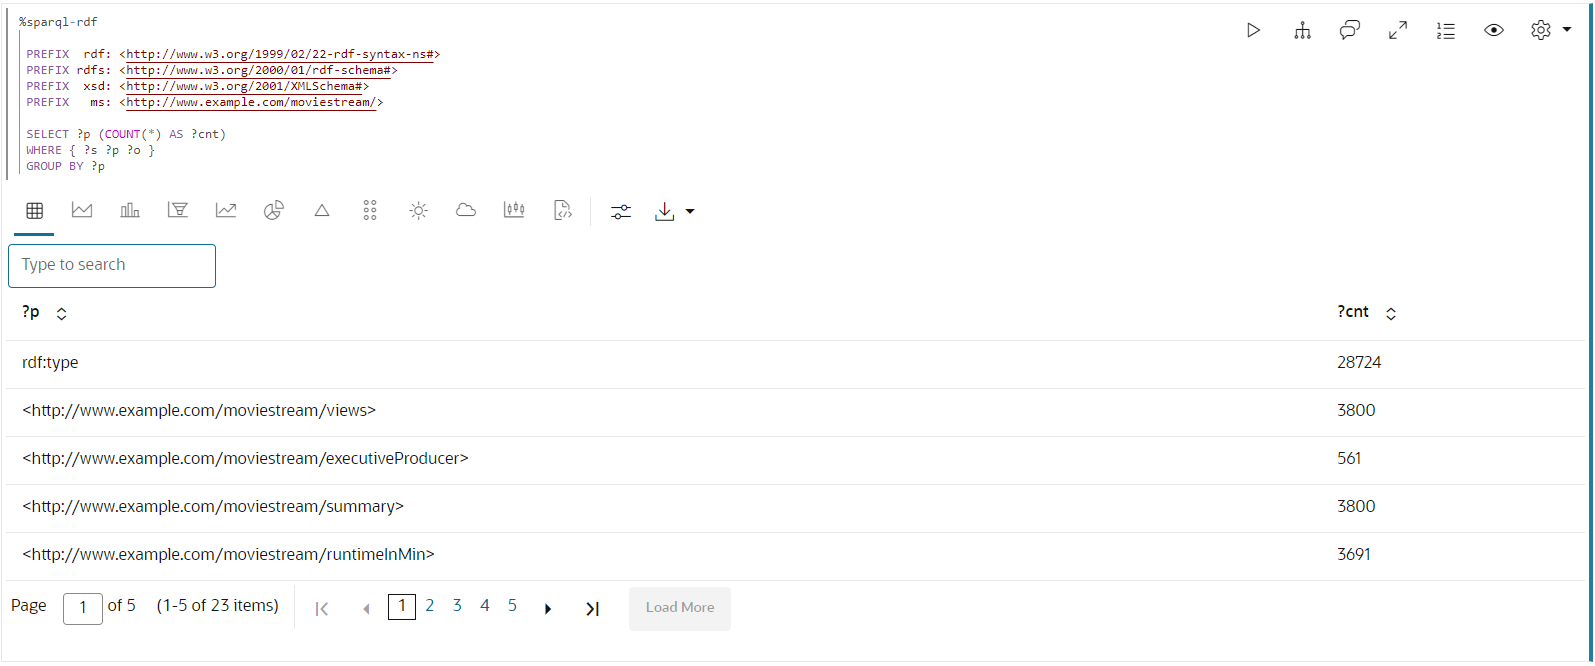 %sparql-rdf
PREFIX  rdf: <http://www.w3.org/1999/02/22-rdf-syntax-ns#>
PREFIX rdfs: <http://www.w3.org/2000/01/rdf-schema#>
PREFIX  xsd: <http://www.w3.org/2001/XMLSchema#>
PREFIX   ms: <http://www.example.com/moviestream/>
SELECT ?p (COUNT(*) AS ?cnt)
WHERE { ?s ?p ?o }
GROUP BY ?p
Type to search
?p ?cnt
rdf:type 28724
<http://www.example.com/moviestream/views> 3800
<http://www.example.com/moviestream/executiveProducer> 561
<http://www.example.com/moviestream/summary> 3800
<http://www.example.com/moviestream/runtimeInMin> 3691
Page 1 of 5 (1-5 of 23 items) 1 2 3 4 5 Load More